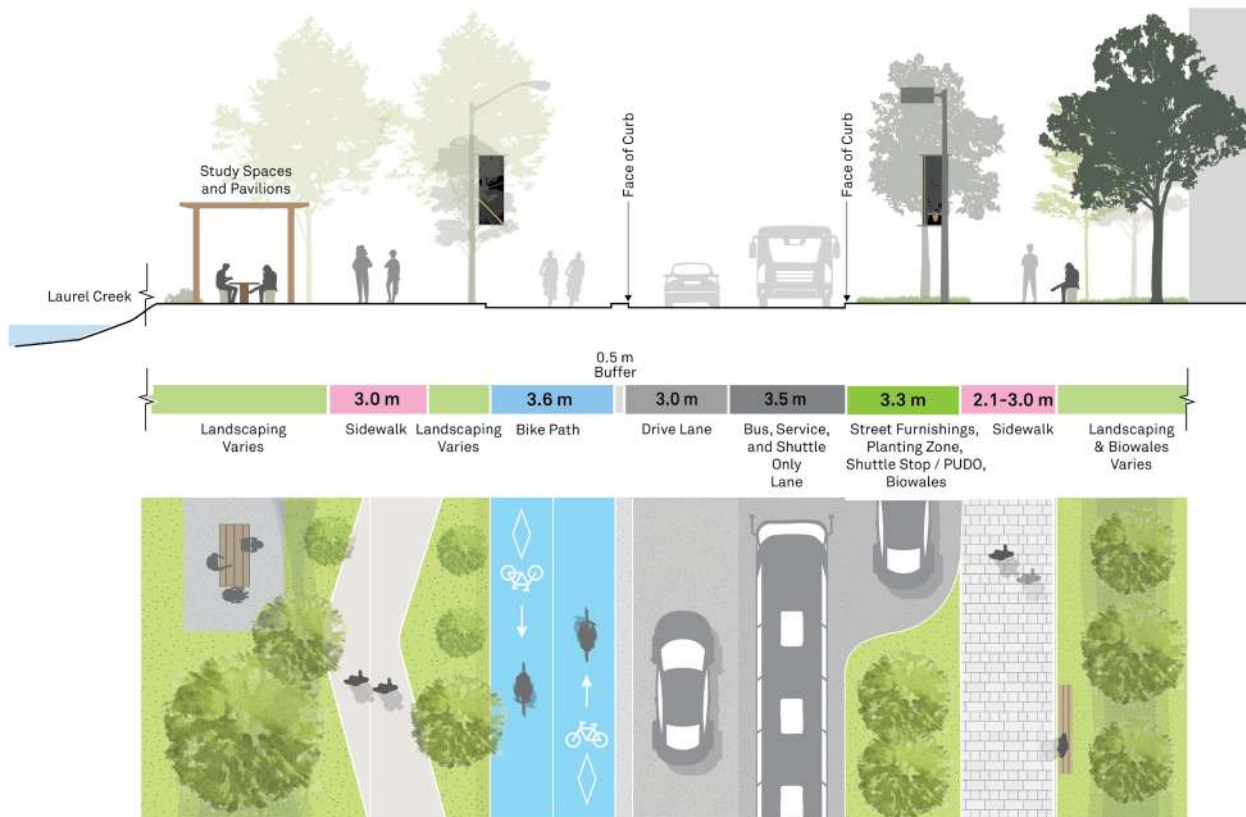 Study Spaces
and Pavilions
Face of Curb
Face of Curb
Laurel Creek
0.5 m
Buffer
3.0 m
3.6 m
3.0 m
3.5 m
3.3 m
2.1-3.0 m
Landscaping
Varies
Sidewalk
Landscaping
Varies
Bike Path
Drive Lane
Bus, Service,
and Shuttle
Only
Lane
Street Furnishings,
Planting Zone,
Shuttle Stop / PUDO,
Biowales
Sidewalk
Landscaping
& Biowales
Varies